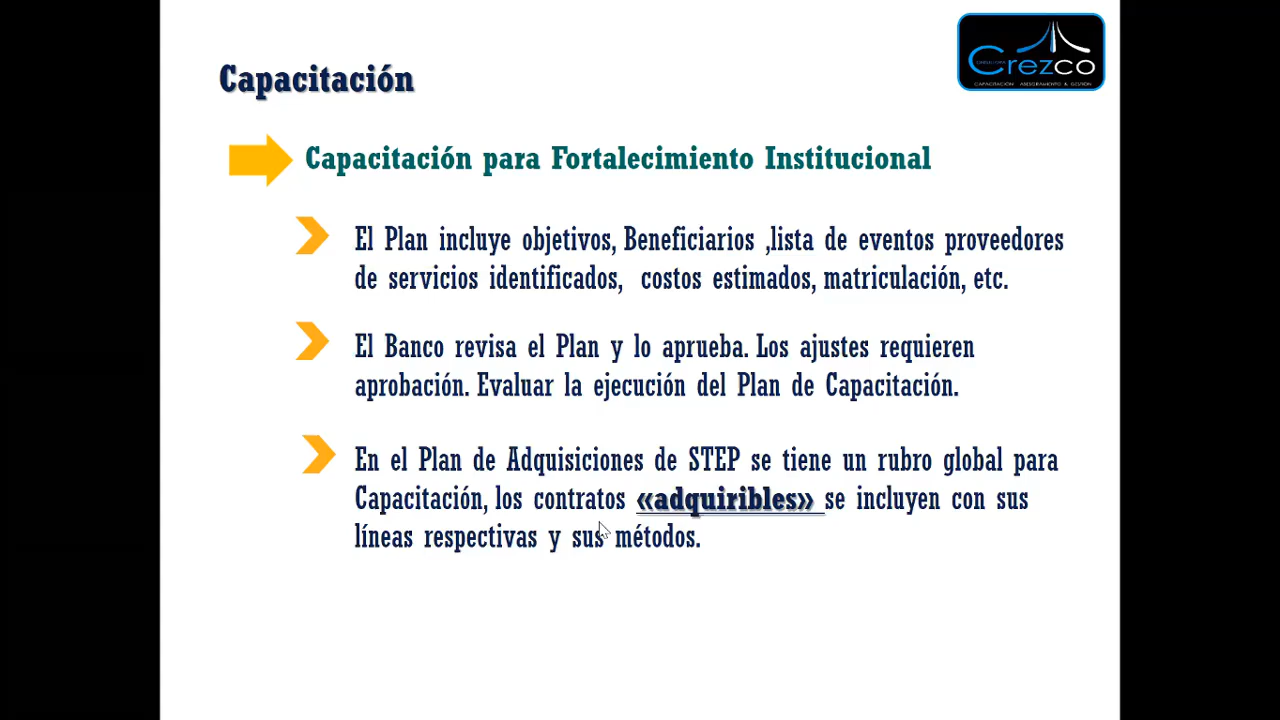 Capacitación
Crezco
Capacitación para Fortalecimiento Institucional
El Plan incluye objetivos, Beneficiarios ,lista de eventos proveedores
de servicios identificados, costos estimados, matriculación, etc.
El Banco revisa el Plan y lo aprueba. Los ajustes requieren
aprobación. Evaluar la ejecución del Plan de Capacitación.
En el Plan de Adquisiciones de STEP se tiene un rubro global para
Capacitación, los contratos «adquiribles» se incluyen con sus
líneas respectivas y sus métodos.